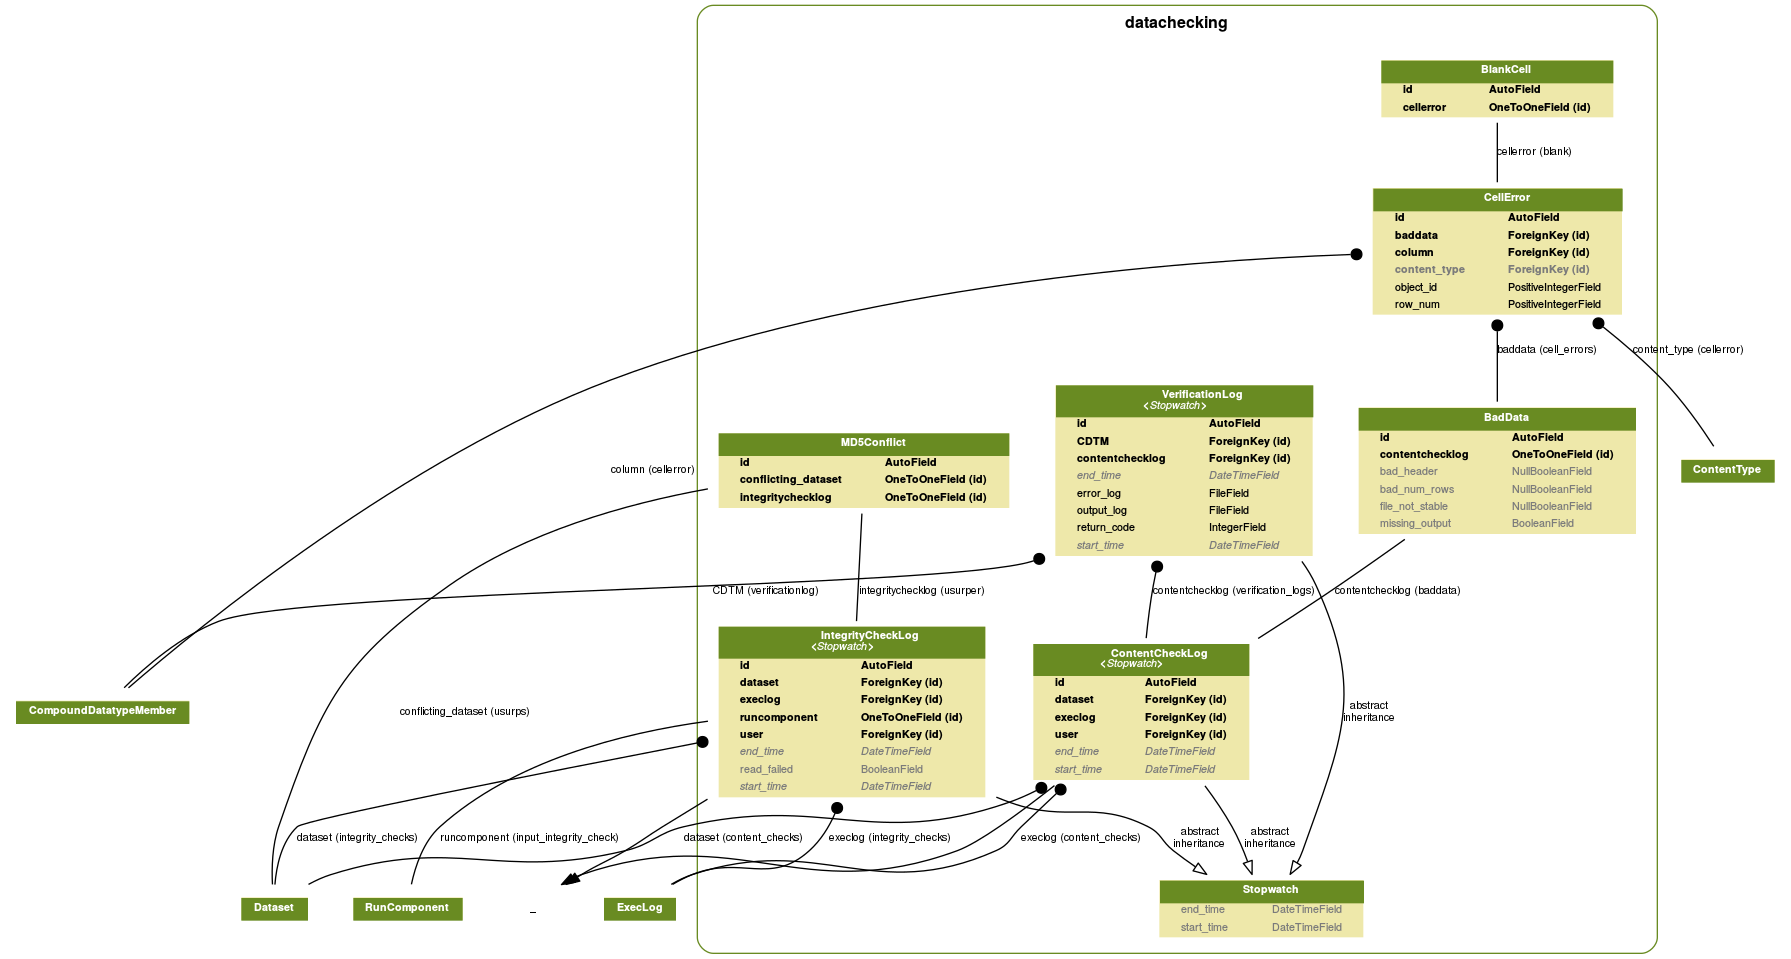 datachecking
BlankCell
id AutoField
cellerror OneToOneField (id)
cellerror (blank)
CellError
id AutoField
baddata ForeignKey (id)
column ForeignKey (id)
content_type ForeignKey (id)
object_id PositiveIntegerField
row_num PositiveIntegerField
baddata (cell_errors)
content_type (cellerror)
VerificationLog
<Stopwatch>
id AutoField
CDTM ForeignKey (id)
contentchecklog ForeignKey (id)
end_time DateTimeField
error_log FileField
output_log FileField
return_code IntegerField
start_time DateTimeField
BadData
id AutoField
contentchecklog OneToOneField (id)
bad_header NullBooleanField
bad_num_rows NullBooleanField
file_not_stable NullBooleanField
missing_output BooleanField
MD5Conflict
id AutoField
conflicting_dataset OneToOneField (id)
integritychecklog OneToOneField (id)
column (cellerror)
ContentType
CDTM (verificationlog)
integritychecklog (usurper)
contentchecklog (verification_logs)
contentchecklog (baddata)
IntegrityCheckLog
<Stopwatch>
id AutoField
dataset ForeignKey (id)
execlog ForeignKey (id)
runcomponent OneToOneField (id)
user ForeignKey (id)
end_time DateTimeField
read_failed BooleanField
start_time DateTimeField
ContentCheckLog
<Stopwatch>
id AutoField
dataset ForeignKey (id)
execlog ForeignKey (id)
user ForeignKey (id)
end_time DateTimeField
start_time DateTimeField
CompoundDatatypeMember
conflicting_dataset (usurps)
abstract
inheritance
dataset (integrity_checks)
runcomponent (input_integrity_check)
dataset (content_checks)
execlog (integrity_checks)
execlog (content_checks)
abstract
inheritance
abstract
inheritance
Dataset
RunComponent
_
ExecLog
Stopwatch
end_time DateTimeField
start_time DateTimeField